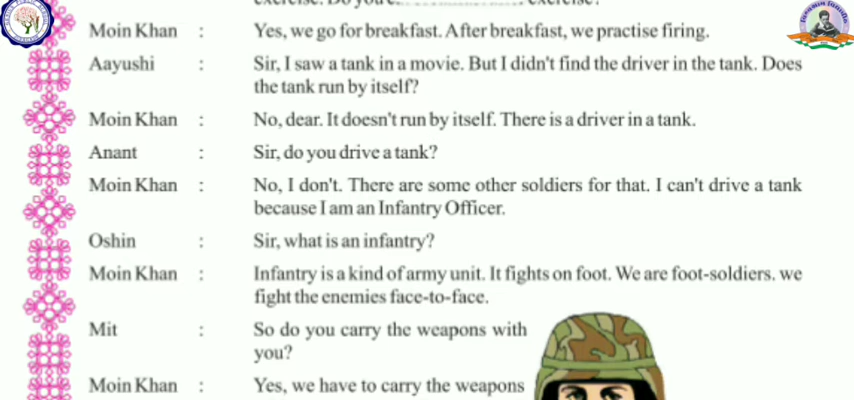 Moin Khan : Yes, we go for breakfast. After breakfast, we practise firing.
Aayushi : Sir, I saw a tank in a movie. But I didn't find the driver in the tank. Does
the tank run by itself?
Moin Khan : No, dear. It doesn't run by itself. There is a driver in a tank.
Anant : Sir, do you drive a tank?
Moin Khan : No, I don't. There are some other soldiers for that. I can't drive a tank
because I am an Infantry Officer.
Oshin : Sir, what is an infantry?
Moin Khan : Infantry is a kind of army unit. It fights on foot. We are foot-soldiers. we
fight the enemies face-to-face.
Mit : So do you carry the weapons with
you?
Moin Khan : Yes, we have to carry the weapons